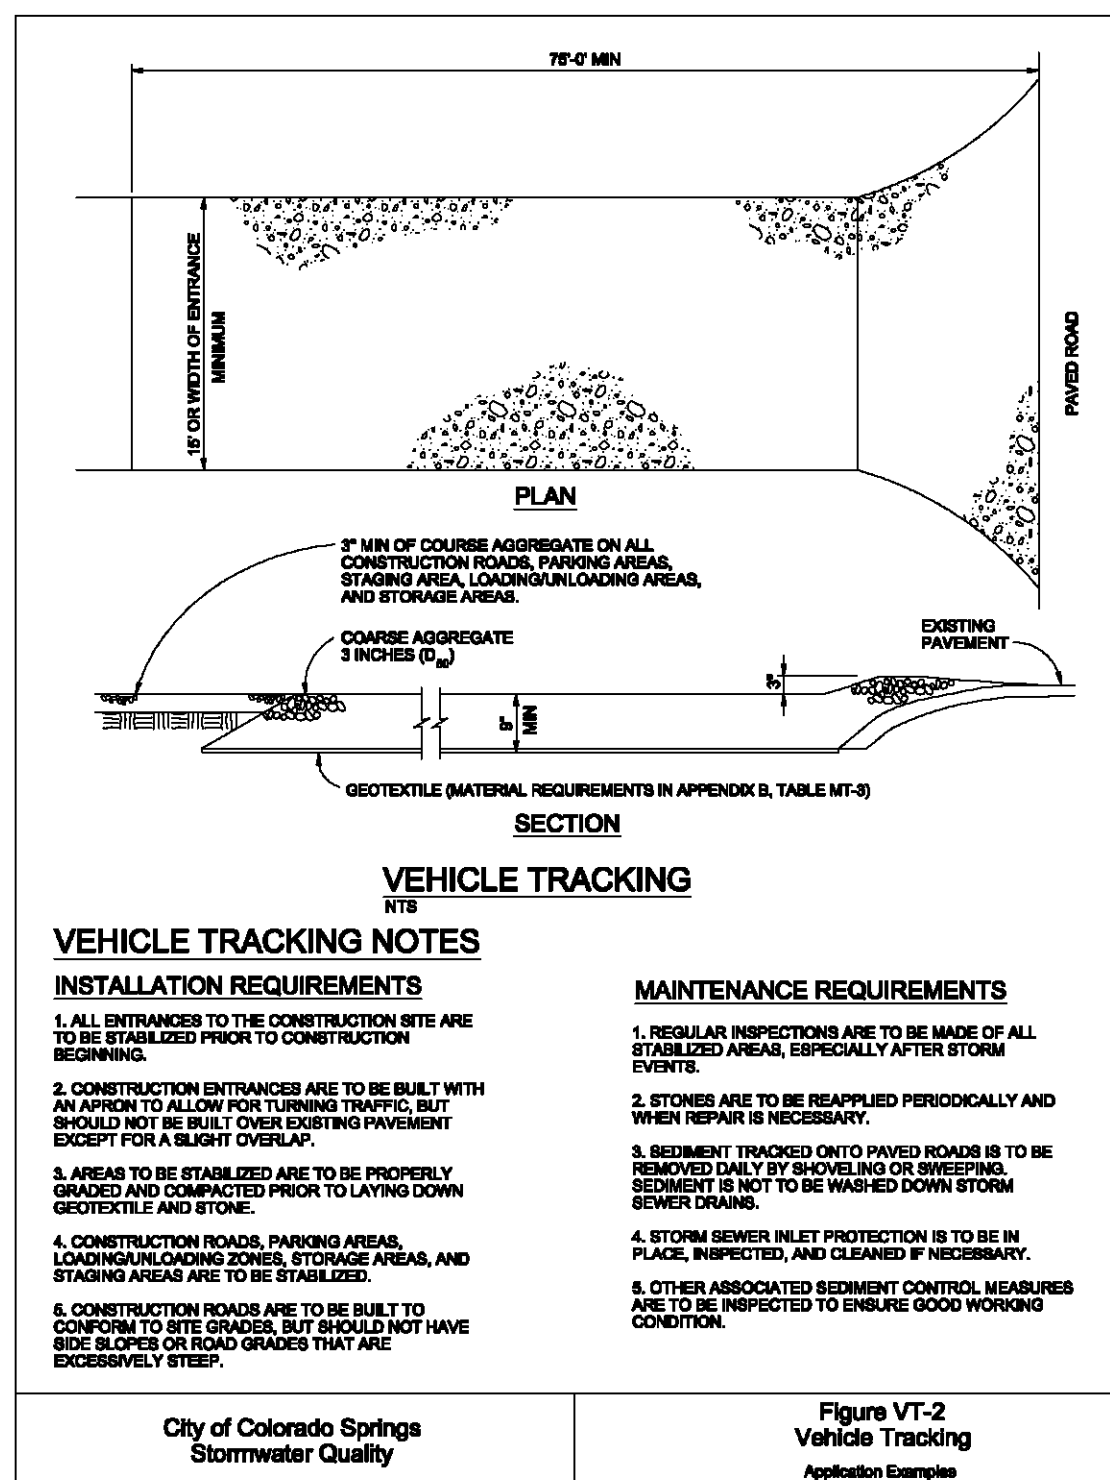 75'-0' MIN
15' OR WIDTH OF ENTRANCE
MINIMUM
PAVED ROAD
PLAN
3" MIN OF COURSE AGGREGATE ON ALL
CONSTRUCTION ROADS, PARKING AREAS,
STAGING AREA, LOADING/UNLOADING AREAS,
AND STORAGE AREAS.
COARSE AGGREGATE
3 INCHES (D50)
EXISTING
PAVEMENT
3"
9"
MIN
GEOTEXTILE (MATERIAL REQUIREMENTS IN APPENDIX B, TABLE MT-3)
SECTION
VEHICLE TRACKING
NTS
VEHICLE TRACKING NOTES
INSTALLATION REQUIREMENTS
1. ALL ENTRANCES TO THE CONSTRUCTION SITE ARE
TO BE STABILIZED PRIOR TO CONSTRUCTION
BEGINNING.
2. CONSTRUCTION ENTRANCES ARE TO BE BUILT WITH
AN APRON TO ALLOW FOR TURNING TRAFFIC, BUT
SHOULD NOT BE BUILT OVER EXISTING PAVEMENT
EXCEPT FOR A SLIGHT OVERLAP.
3. AREAS TO BE STABILIZED ARE TO BE PROPERLY
GRADED AND COMPACTED PRIOR TO LAYING DOWN
GEOTEXTILE AND STONE.
4. CONSTRUCTION ROADS, PARKING AREAS,
LOADING/UNLOADING ZONES, STORAGE AREAS, AND
STAGING AREAS ARE TO BE STABILIZED.
5. CONSTRUCTION ROADS ARE TO BE BUILT TO
CONFORM TO SITE GRADES, BUT SHOULD NOT HAVE
SIDE SLOPES OR ROAD GRADES THAT ARE
EXCESSIVELY STEEP.
MAINTENANCE REQUIREMENTS
1. REGULAR INSPECTIONS ARE TO BE MADE OF ALL
STABILIZED AREAS, ESPECIALLY AFTER STORM
EVENTS.
2. STONES ARE TO BE REAPPLIED PERIODICALLY AND
WHEN REPAIR IS NECESSARY.
3. SEDIMENT TRACKED ONTO PAVED ROADS IS TO BE
REMOVED DAILY BY SHOVELING OR SWEEPING.
SEDIMENT IS NOT TO BE WASHED DOWN STORM
SEWER DRAINS.
4. STORM SEWER INLET PROTECTION IS TO BE IN
PLACE, INSPECTED, AND CLEANED IF NECESSARY.
5. OTHER ASSOCIATED SEDIMENT CONTROL MEASURES
ARE TO BE INSPECTED TO ENSURE GOOD WORKING
CONDITION.
City of Colorado Springs
Stormwater Quality
Figure VT-2
Vehicle Tracking
Application Examples